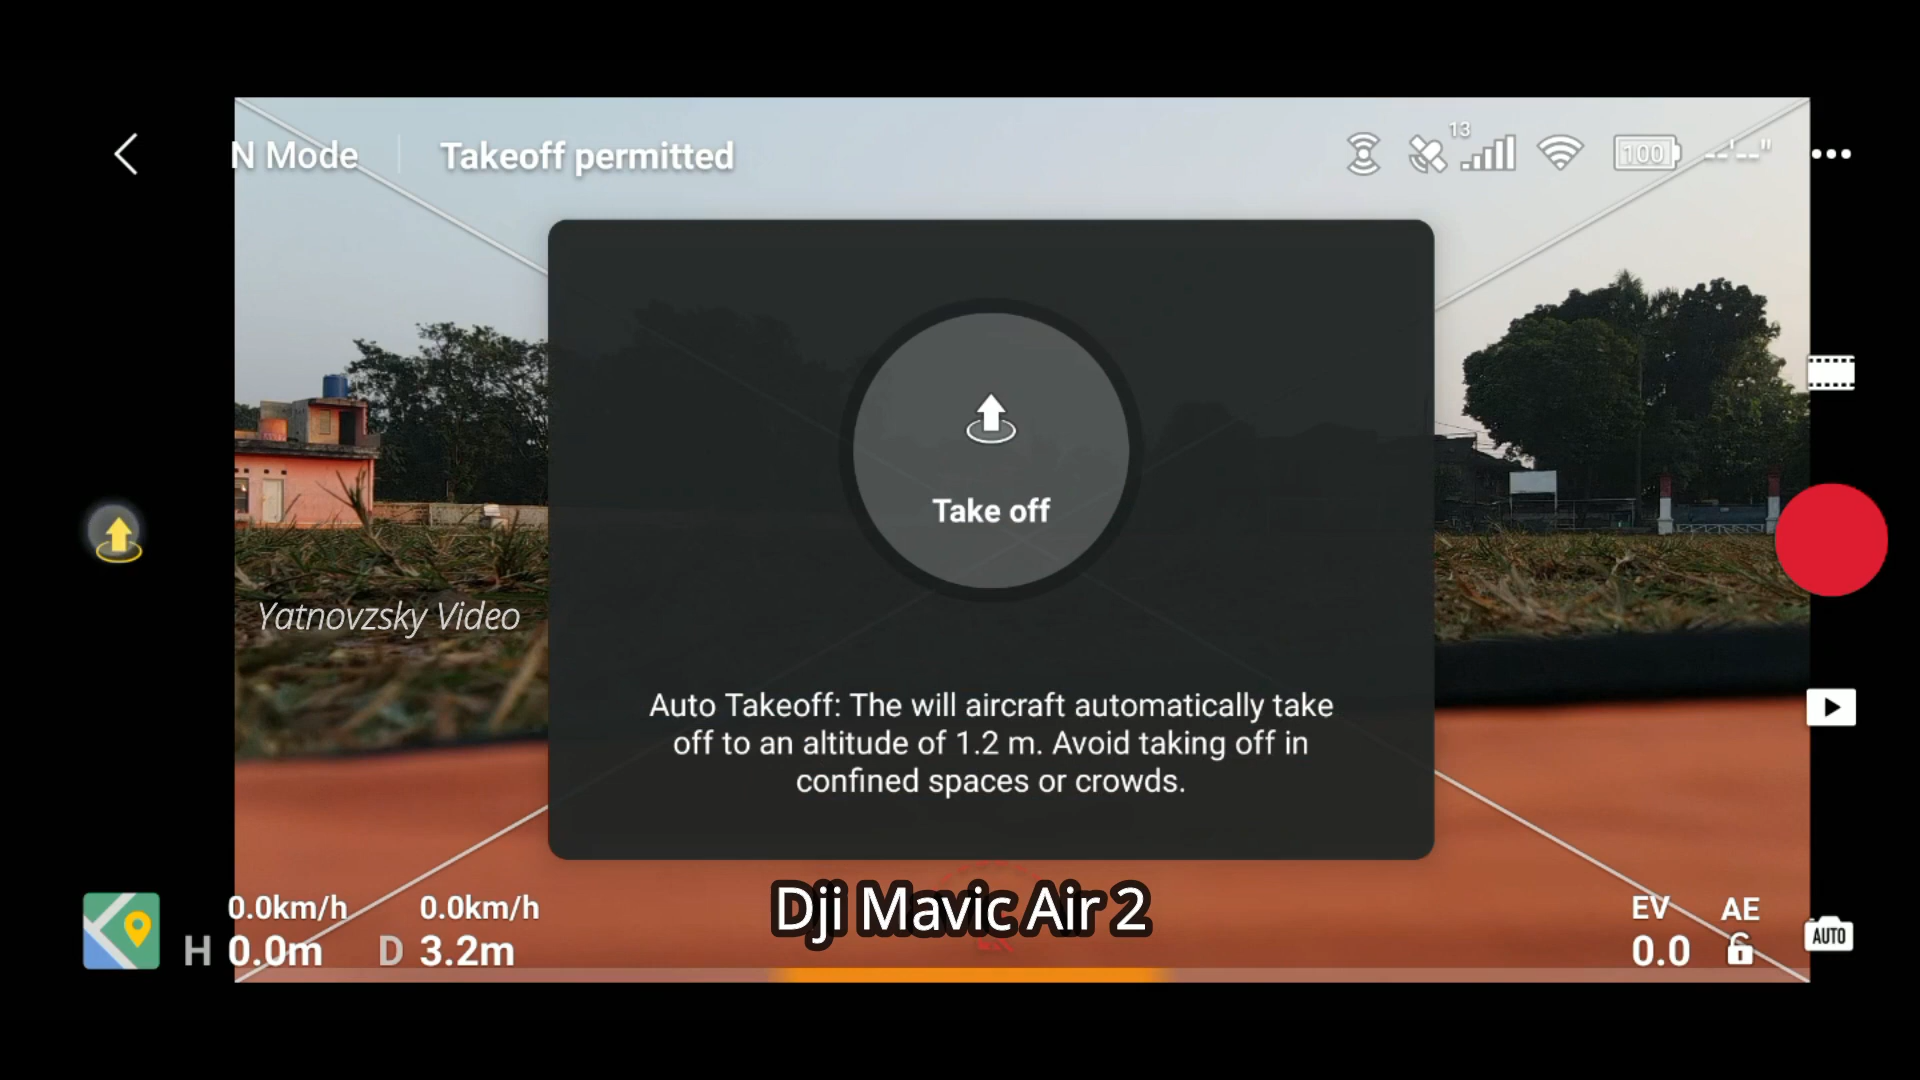 N Mode
Takeoff permitted
13
100
--'--"
Take off
Yatnovzsky Video
Auto Takeoff: The will aircraft automatically take
off to an altitude of 1.2 m. Avoid taking off in
confined spaces or crowds.
Dji Mavic Air 2
0.0km/h 0.0km/h
H 0.0m D 3.2m
EV AE
0.0
AUTO